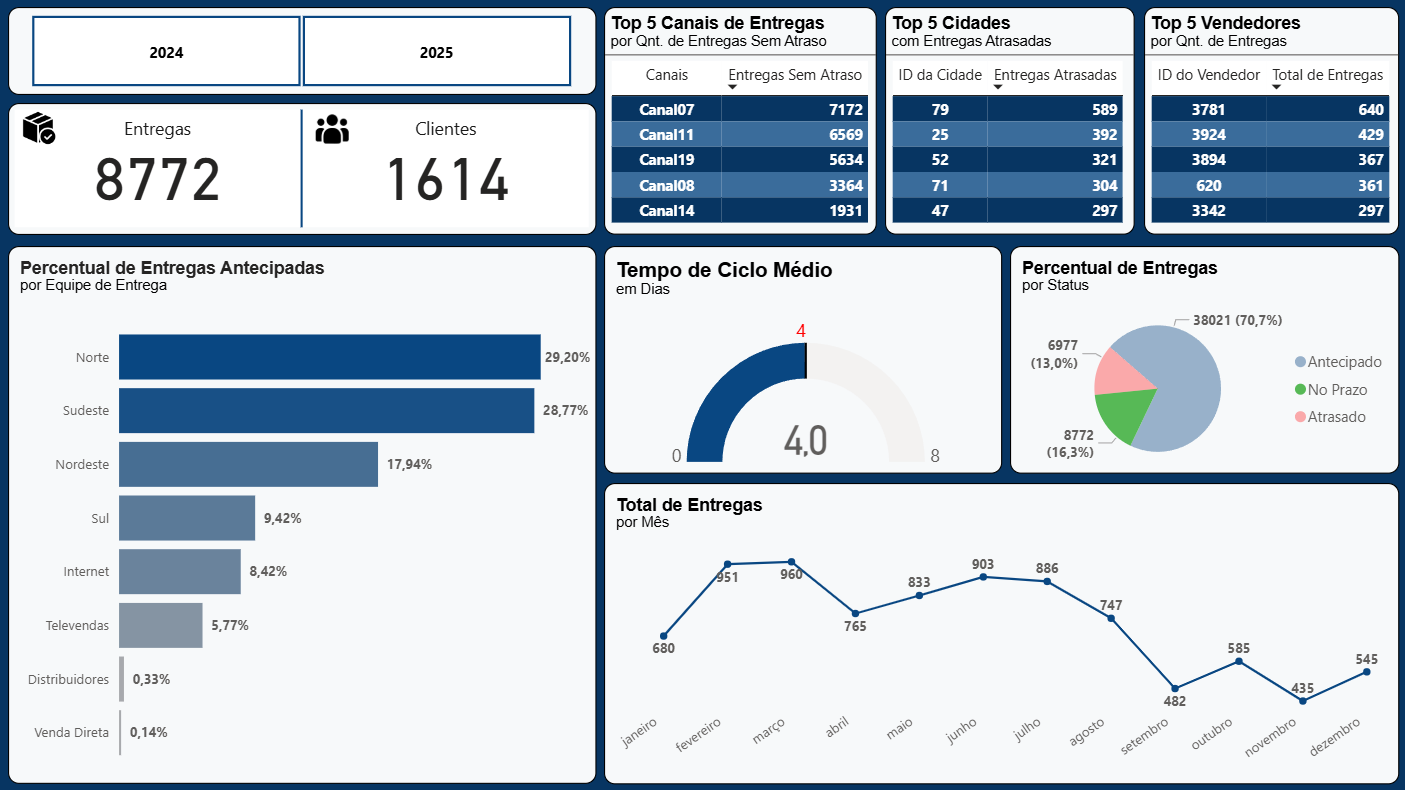 2024
2025
Entregas
8772
Clientes
1614
Top 5 Canais de Entregas
por Qnt. de Entregas Sem Atraso
Canais Entregas Sem Atraso
Canal07 7172
Canal11 6569
Canal19 5634
Canal08 3364
Canal14 1931
Top 5 Cidades
com Entregas Atrasadas
ID da Cidade Entregas Atrasadas
79 589
25 392
52 321
71 304
47 297
Top 5 Vendedores
por Qnt. de Entregas
ID do Vendedor Total de Entregas
3781 640
3924 429
3894 367
620 361
3342 297
Percentual de Entregas Antecipadas
por Equipe de Entrega
Norte 29,20%
Sudeste 28,77%
Nordeste 17,94%
Sul 9,42%
Internet 8,42%
Televendas 5,77%
Distribuidores 0,33%
Venda Direta 0,14%
Tempo de Ciclo Médio
em Dias
4
4,0
0
8
Percentual de Entregas
por Status
38021 (70,7%)
6977
(13,0%)
8772
(16,3%)
Antecipado
No Prazo
Atrasado
Total de Entregas
por Mês
680
951
960
765
833
903
886
747
482
585
435
545
janeiro
fevereiro
março
abril
maio
junho
julho
agosto
setembro
outubro
novembro
dezembro